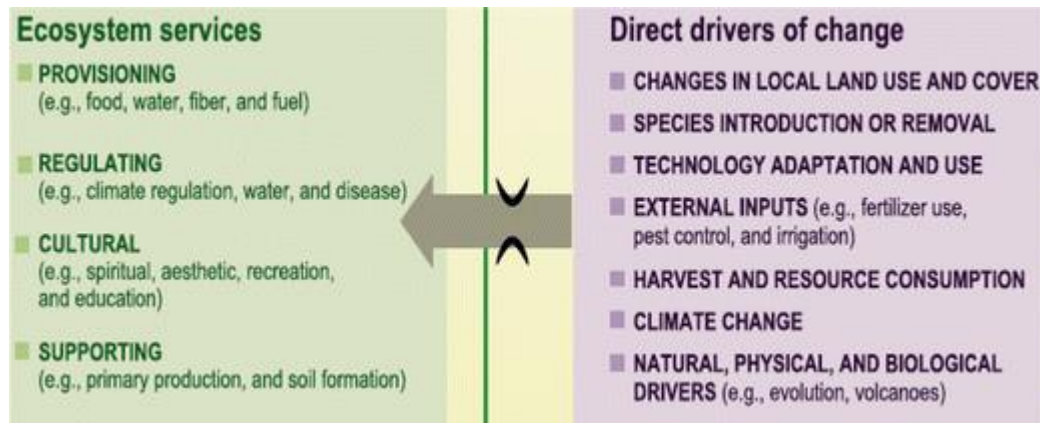 Ecosystem services
PROVISIONING
(e.g., food, water, fiber, and fuel)
REGULATING
(e.g., climate regulation, water, and disease)
CULTURAL
(e.g., spiritual, aesthetic, recreation,
and education)
SUPPORTING
(e.g., primary production, and soil formation)
Direct drivers of change
CHANGES IN LOCAL LAND USE AND COVER
SPECIES INTRODUCTION OR REMOVAL
TECHNOLOGY ADAPTATION AND USE
EXTERNAL INPUTS (e.g., fertilizer use,
pest control, and irrigation)
HARVEST AND RESOURCE CONSUMPTION
CLIMATE CHANGE
NATURAL, PHYSICAL, AND BIOLOGICAL
DRIVERS (e.g., evolution, volcanoes)